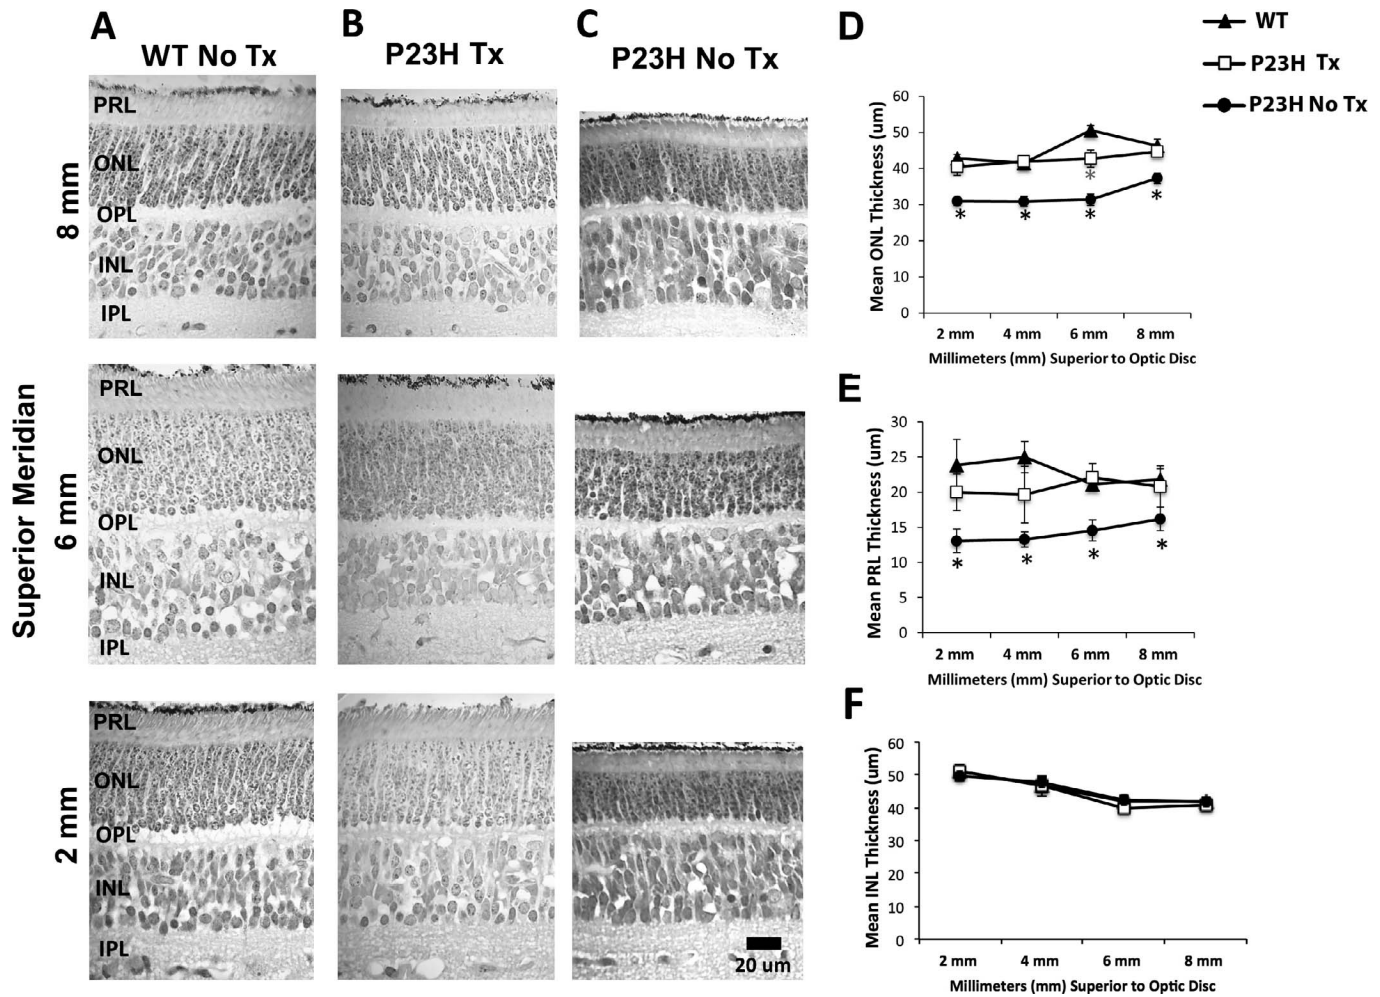 A
WT No Tx
B
P23H Tx
C
P23H No Tx
Superior Meridian
8 mm
PRL
ONL
OPL
INL
IPL
6 mm
PRL
ONL
OPL
INL
IPL
2 mm
PRL
ONL
OPL
INL
IPL
20 um
WT
P23H Tx
P23H No Tx
D
Mean ONL Thickness (um)
60
50
40
30
20
10
0
*
* * * *
2 mm 4 mm 6 mm 8 mm
Millimeters (mm) Superior to Optic Disc
E
Mean PRL Thickness (um)
30
25
20
15
10
5
0
* * * *
2 mm 4 mm 6 mm 8 mm
Millimeters (mm) Superior to Optic Disc
F
Mean INL Thickness (um)
60
50
40
30
20
10
0
2 mm 4 mm 6 mm 8 mm
Millimeters (mm) Superior to Optic Disc